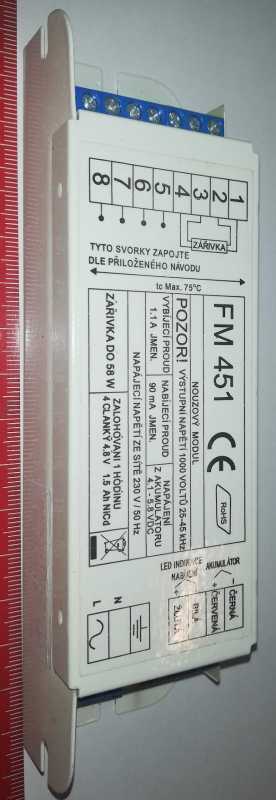 1
2
3
4
5
6
7
8
ZÁŘIVKA
TYTO SVORKY ZAPOJTE
DLE PŘILOŽENÉHO NÁVODU
tc Max. 75°C
FM 451
CE
RoHS
NOUZOVÝ MODUL
POZOR! VÝSTUPNÍ NAPĚTÍ 1000 VOLTŮ 25-45 kHz
VYBÍJECÍ PROUD
1.1 A JMEN.
NABÍJECÍ PROUD
90 mA JMEN.
NAPÁJENÍ
Z AKUMULÁTORU
4.1 - 5.8 VDC
NAPÁJECÍ NAPĚTÍ ZE SÍTĚ 230 V / 50 Hz
ZÁŘIVKA DO 58 W
ZÁLOHOVÁNÍ 1 HODINU
4 ČLÁNKY 4.8 V 1.5 Ah NiCd
LED INDIKACE
NABÍJENÍ
AKUMULÁTOR
- ČERNÁ
+ ČERVENÁ
- BÍLÁ
N
L